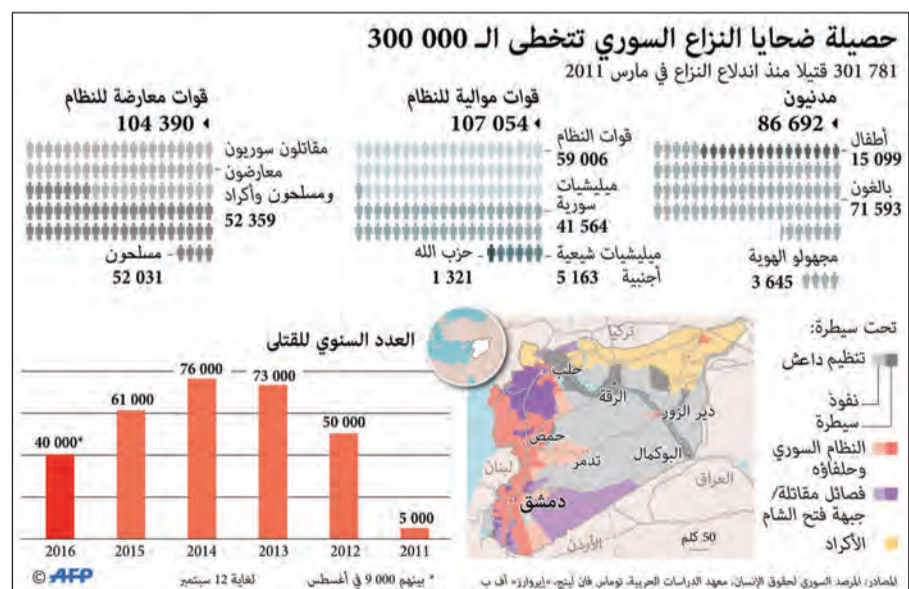 حصيلة ضحايا النزاع السوري تتخطى الـ 000 300
781 301 قتيلا منذ اندلاع النزاع في مارس 2011
مدنيون
86 692
أطفال
15 099
بالغون
71 593
مجهولو الهوية
3 645
قوات موالية للنظام
107 054
قوات النظام
59 006
ميليشيات
سورية
41 564
ميليشيات شيعية
أجنبية 5 163
حزب الله
1 321
قوات معارضة للنظام
104 390
مقاتلون سوريون
معارضون
ومسلحون وأكراد
52 359
مسلحون
52 031
تحت سيطرة:
تنظيم داعش
نفوذ
سيطرة
النظام السوري
وحلفاؤه
فصائل مقاتلة/
جبهة فتح الشام
الأكراد
تركيا
حلب
الرقة
دير الزور
حمص
تدمر
البوكمال
لبنان
العراق
دمشق
الأردن
50 كلم
العدد السنوي للقتلى
5 000
50 000
73 000
76 000
61 000
40 000*
2011
2012
2013
2014
2015
2016
* بينهم 000 9 في أغسطس
لغاية 12 سبتمبر
© AFP
المصادر: المرصد السوري لحقوق الإنسان، معهد الدراسات الحربية، توماس فان لينج، «إيروارز» أف ب